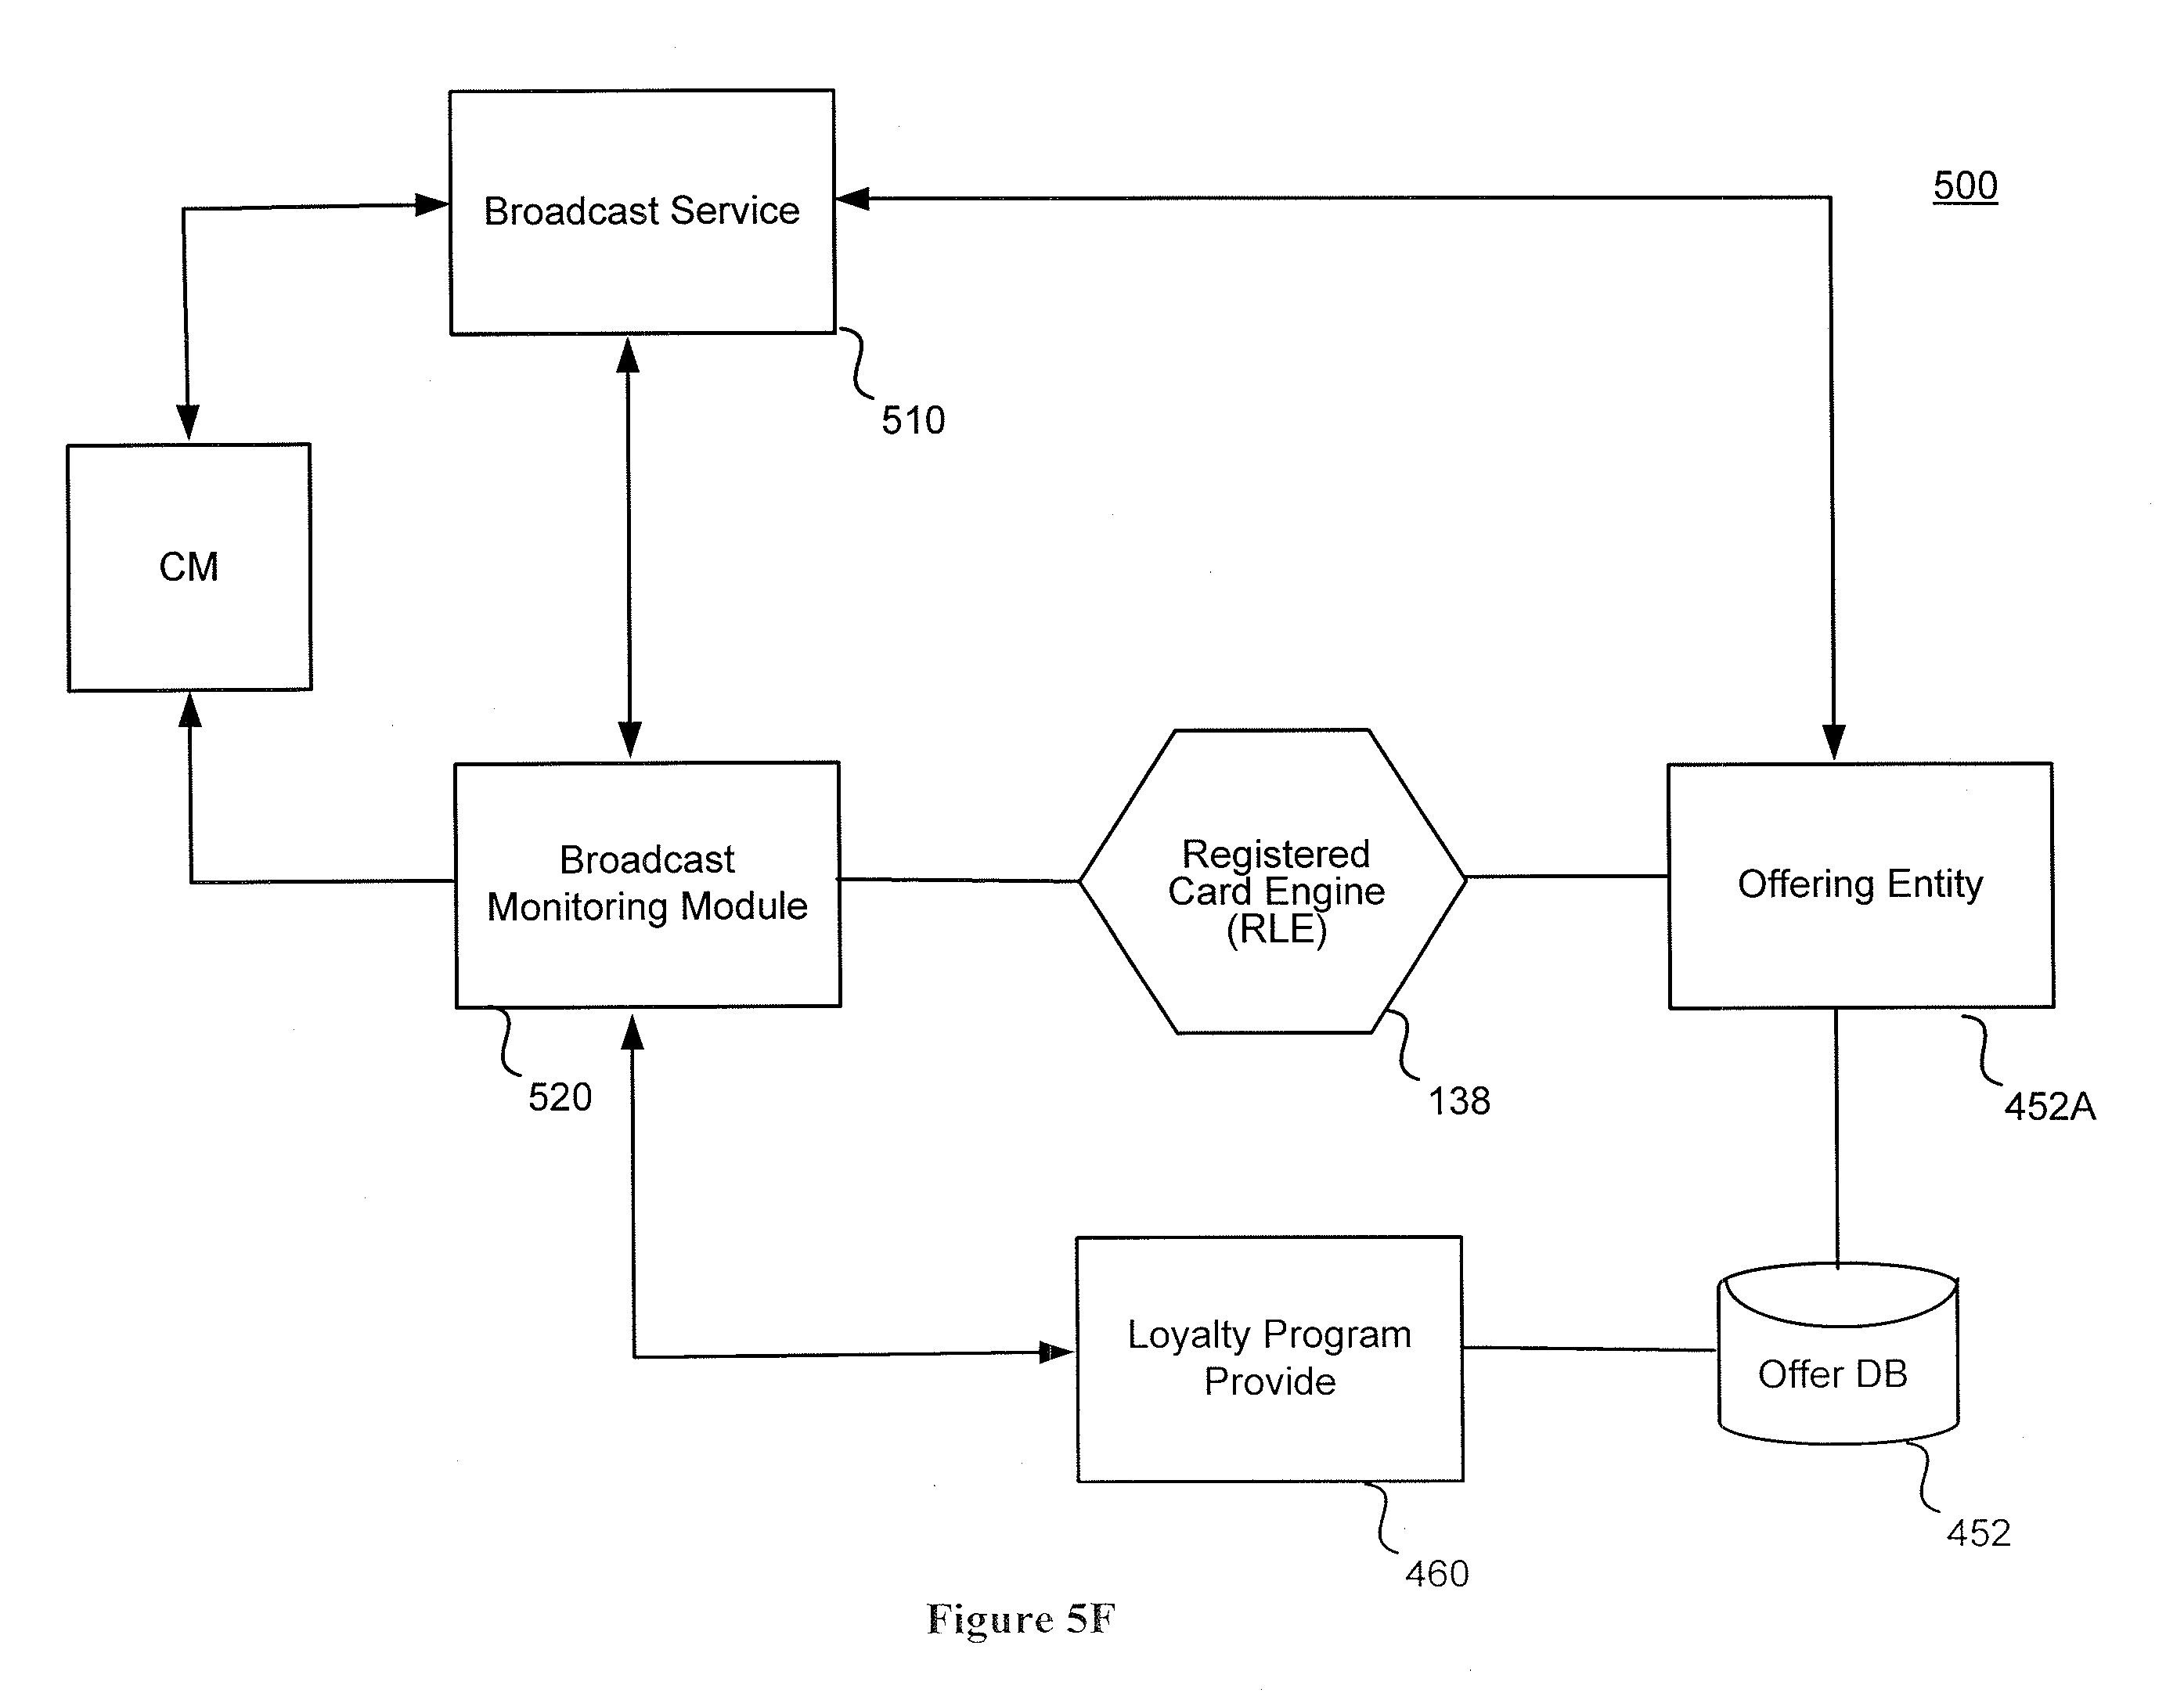 500
Broadcast Service
510
CM
Broadcast
Monitoring Module
520
Registered
Card Engine
(RLE)
138
Offering Entity
452A
Loyalty Program
Provide
460
Offer DB
452
Figure 5F